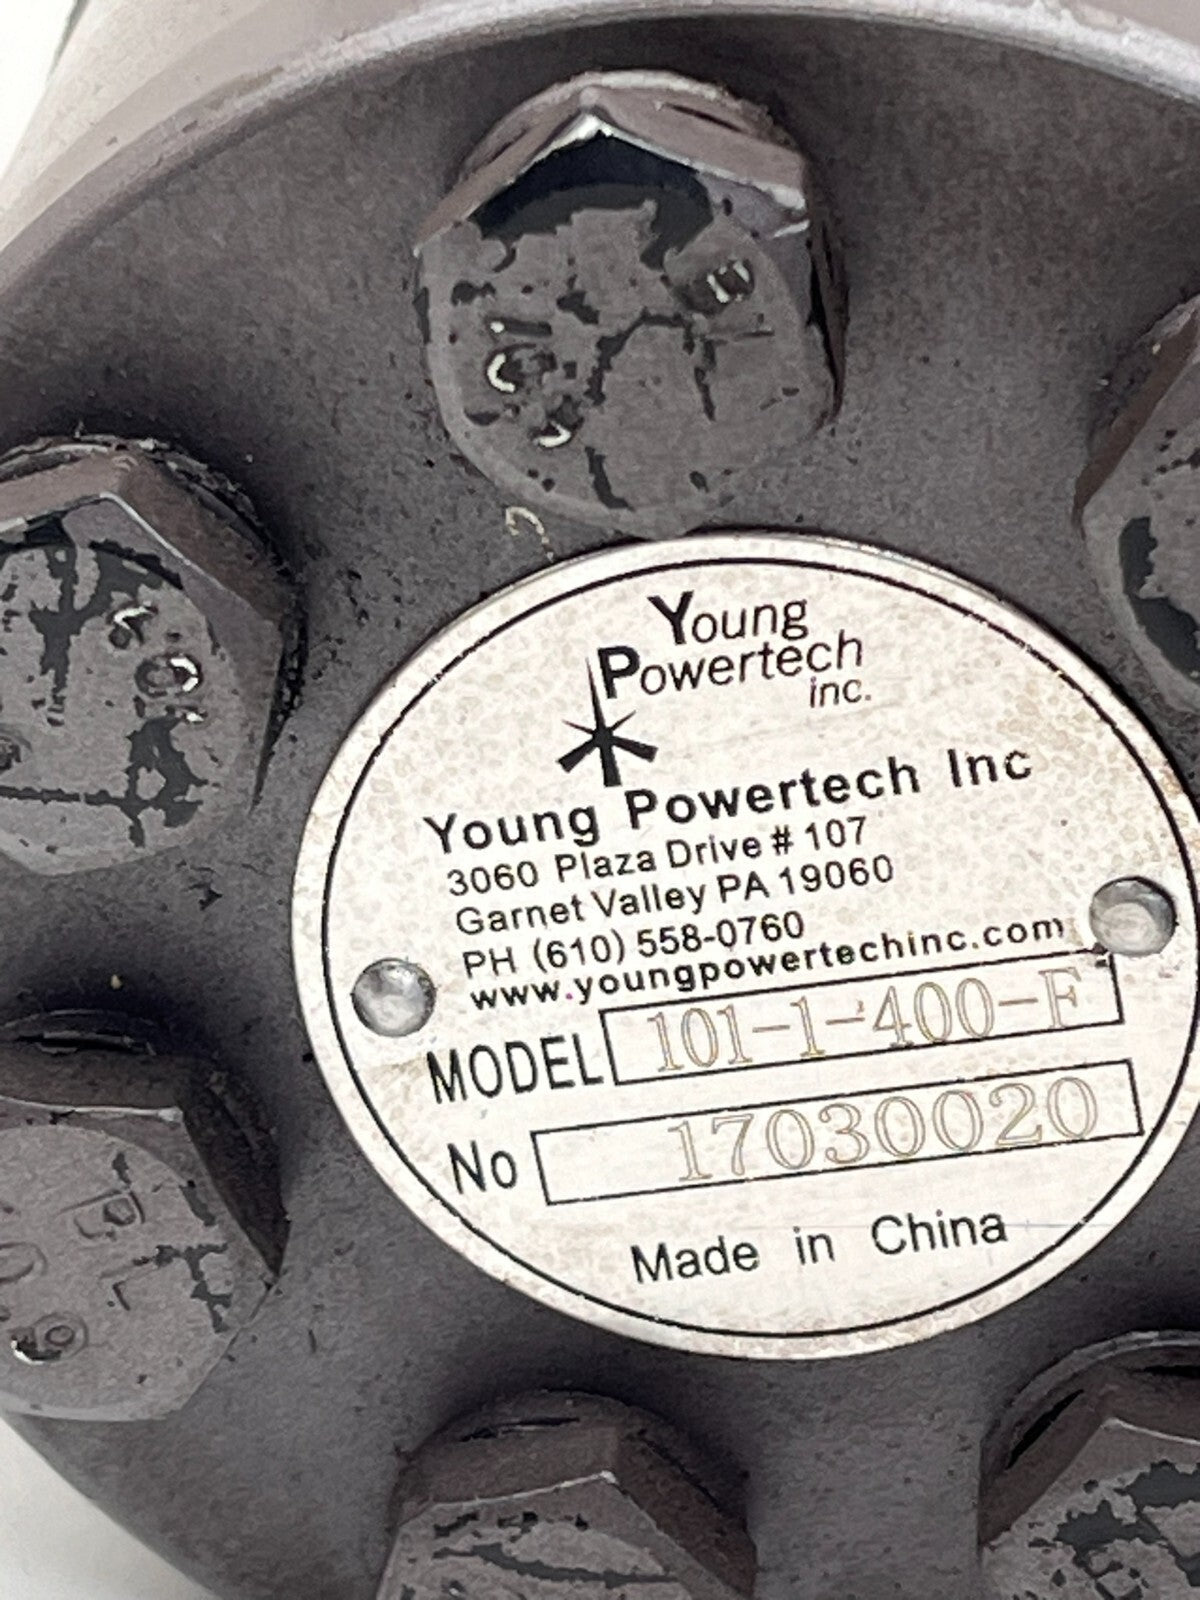 Young
Powertech
inc.
Young Powertech Inc
3060 Plaza Drive # 107
Garnet Valley PA 19060
PH (610) 558-0760
www.youngpowertechinc.com
MODEL 101-1-400-F
No 17030020
Made in China